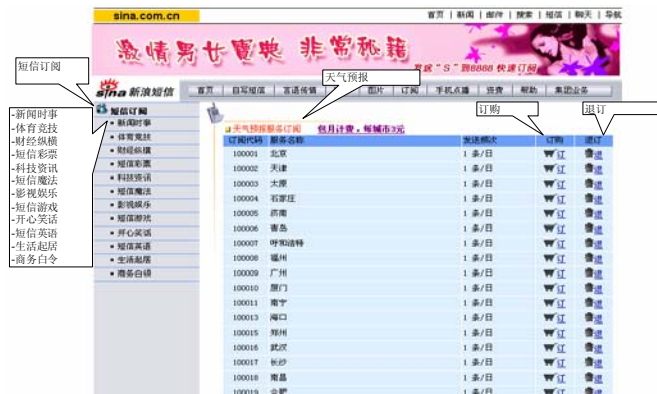 sina.com.cn
首页 | 新闻 | 邮件 | 搜索 | 短信 | 聊天 | 导航
激情男女宝典 非常秘籍
发送“S”到8888 快速订阅
短信订阅
天气预报
sina 新浪短信
首页 | 自写短信 | 言语传情 | 图片 | 订阅 | 手机点播 | 资费 | 帮助 | 集团业务
订购
退订
-新闻时事
-体育竞技
-财经纵横
-短信彩票
-科技资讯
-短信魔法
-影视娱乐
-短信游戏
-开心笑话
-短信英语
-生活起居
-商务白令
短信订阅
• 新闻时事
• 体育竞技
• 财经纵横
• 短信彩票
• 科技资讯
• 短信魔法
• 影视娱乐
• 短信游戏
• 开心笑话
• 短信英语
• 生活起居
• 商务白领
天气预报服务订阅 包月计费,每城市3元
订阅代码 服务名称 发送频次 订购 退订
100001 北京 1 条/日 订 退
100002 天津 1 条/日 订 退
100003 太原 1 条/日 订 退
100004 石家庄 1 条/日 订 退
100005 济南 1 条/日 订 退
100006 青岛 1 条/日 订 退
100007 呼和浩特 1 条/日 订 退
100008 福州 1 条/日 订 退
100009 广州 1 条/日 订 退
100010 厦门 1 条/日 订 退
100011 南宁 1 条/日 订 退
100013 海口 1 条/日 订 退
100015 郑州 1 条/日 订 退
100016 武汉 1 条/日 订 退
100017 长沙 1 条/日 订 退
100018 南昌 1 条/日 订 退
100019 合肥 1 条/日 订 退